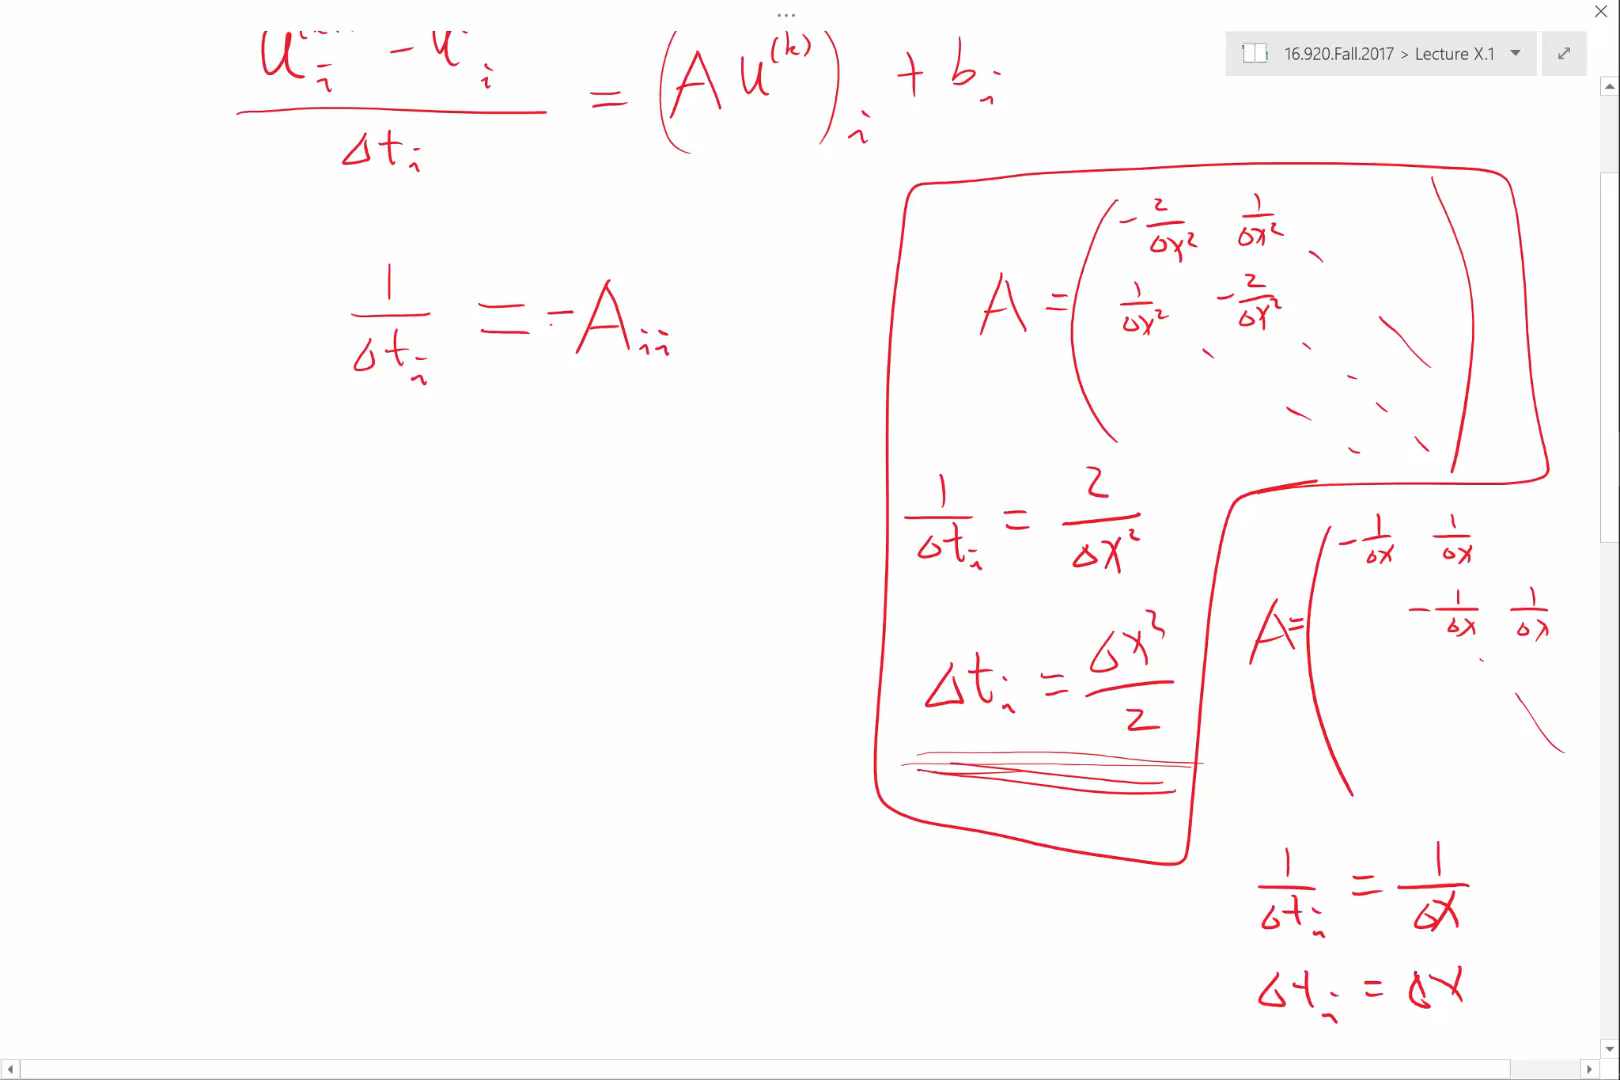 16.920.Fall.2017 > Lecture X.1
(u_i - u_i) / Δt_i = (A u^(k))_i + b_i
1/Δt_i = -A_ii
A = ( -2/Δx² 1/Δx²
1/Δx² -2/Δx² )
1/Δt_i = 2/Δx²
Δt_i = Δx²/2
A = ( -1/Δx 1/Δx
-1/Δx 1/Δx
1/Δt_i = 1/Δx
Δt_i = Δx